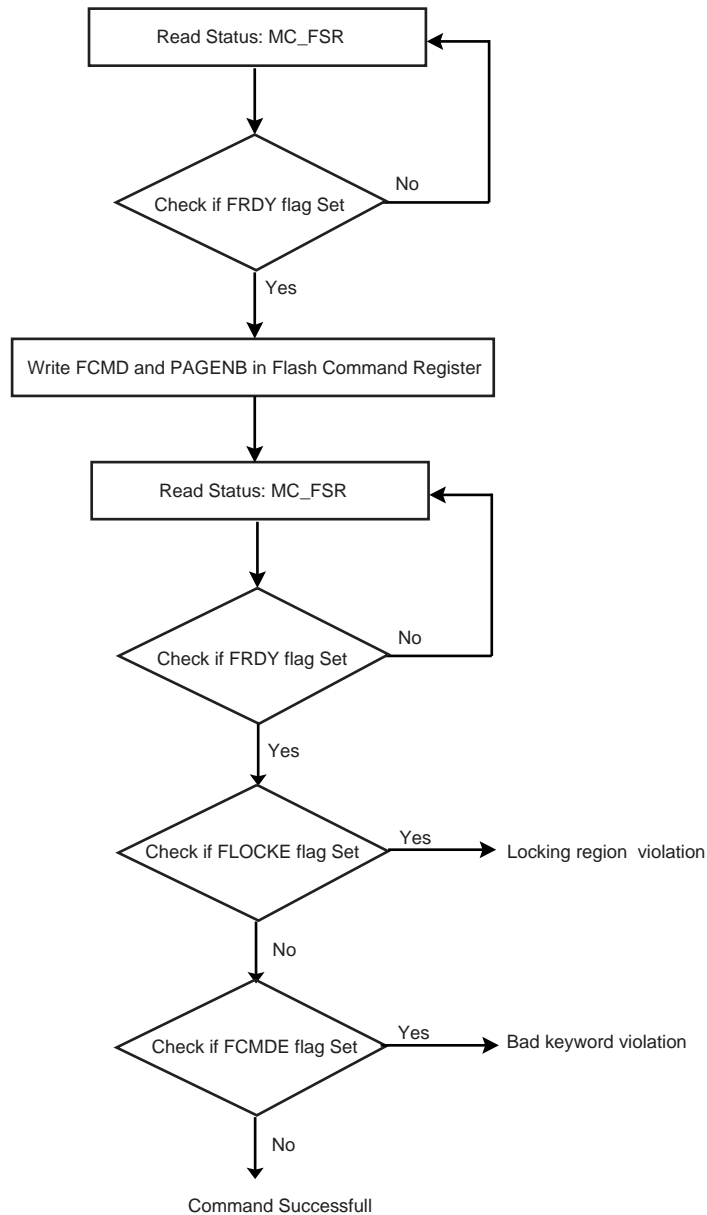 Read Status: MC_FSR
Check if FRDY flag Set
No
Yes
Write FCMD and PAGENB in Flash Command Register
Read Status: MC_FSR
Check if FRDY flag Set
No
Yes
Check if FLOCKE flag Set
Yes
Locking region violation
No
Check if FCMDE flag Set
Yes
Bad keyword violation
No
Command Successfull